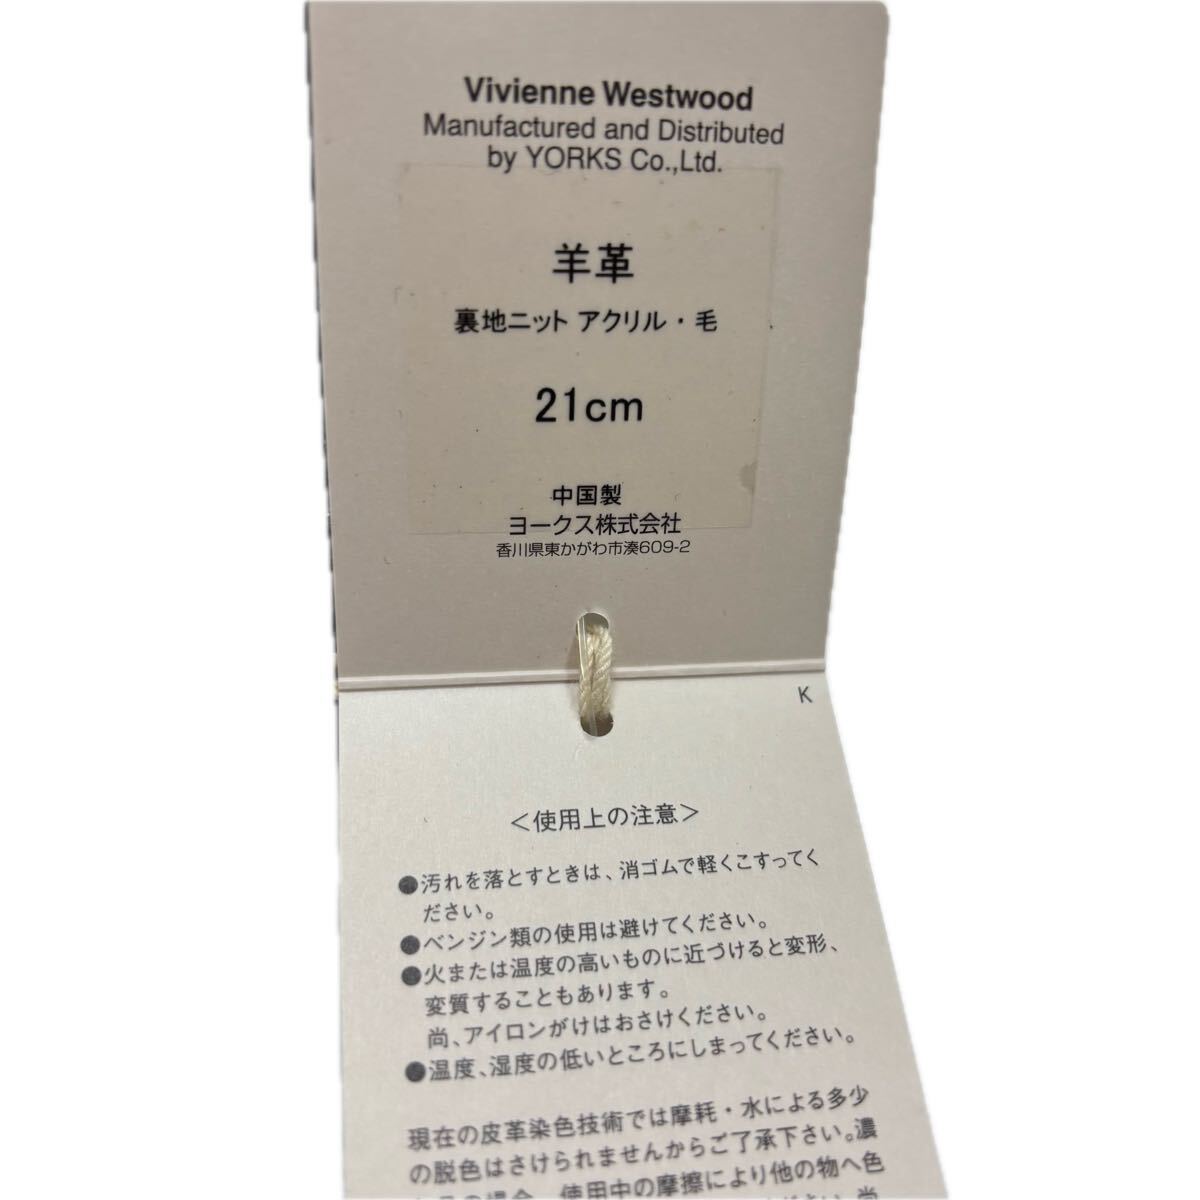 Vivienne Westwood
Manufactured and Distributed
by YORKS Co.,Ltd.
羊革
裏地ニット アクリル・毛
21cm
中国製
ヨークス株式会社
香川県東かがわ市湊609-2
K
＜使用上の注意＞
●汚れを落とすときは、消ゴムで軽くこすってく
ださい。
●ベンジン類の使用は避けてください。
●火または温度の高いものに近づけると変形、
変質することもあります。
尚、アイロンがけはおさけください。
●温度、湿度の低いところにしまってください。
現在の皮革染色技術では摩耗・水による多少
の脱色はさけられませんからご了承下さい。濃
の場合、使用中の摩擦により他の物へ色